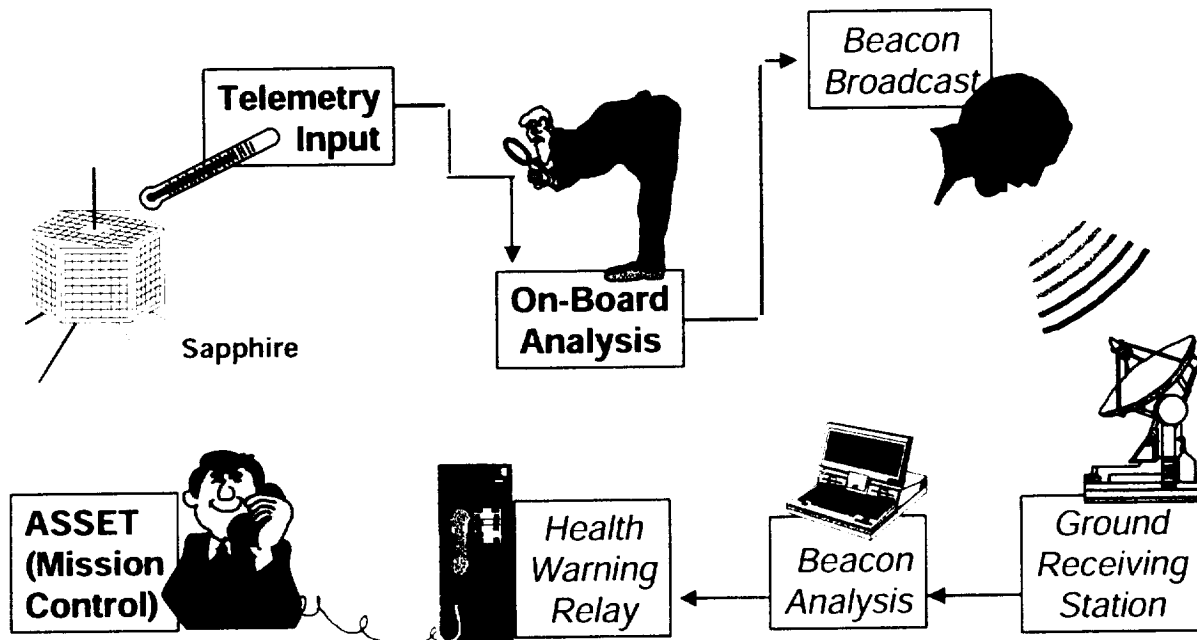 Telemetry
Input
Sapphire
On-Board
Analysis
Beacon
Broadcast
Ground
Receiving
Station
Beacon
Analysis
Health
Warning
Relay
ASSET
(Mission
Control)